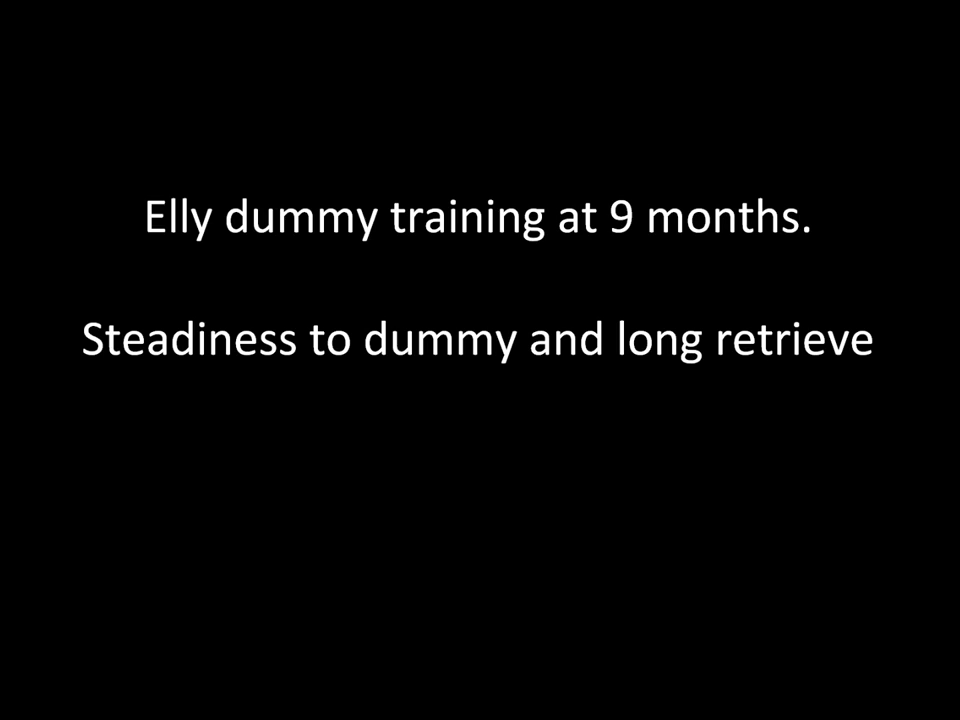 Elly dummy training at 9 months.
Steadiness to dummy and long retrieve